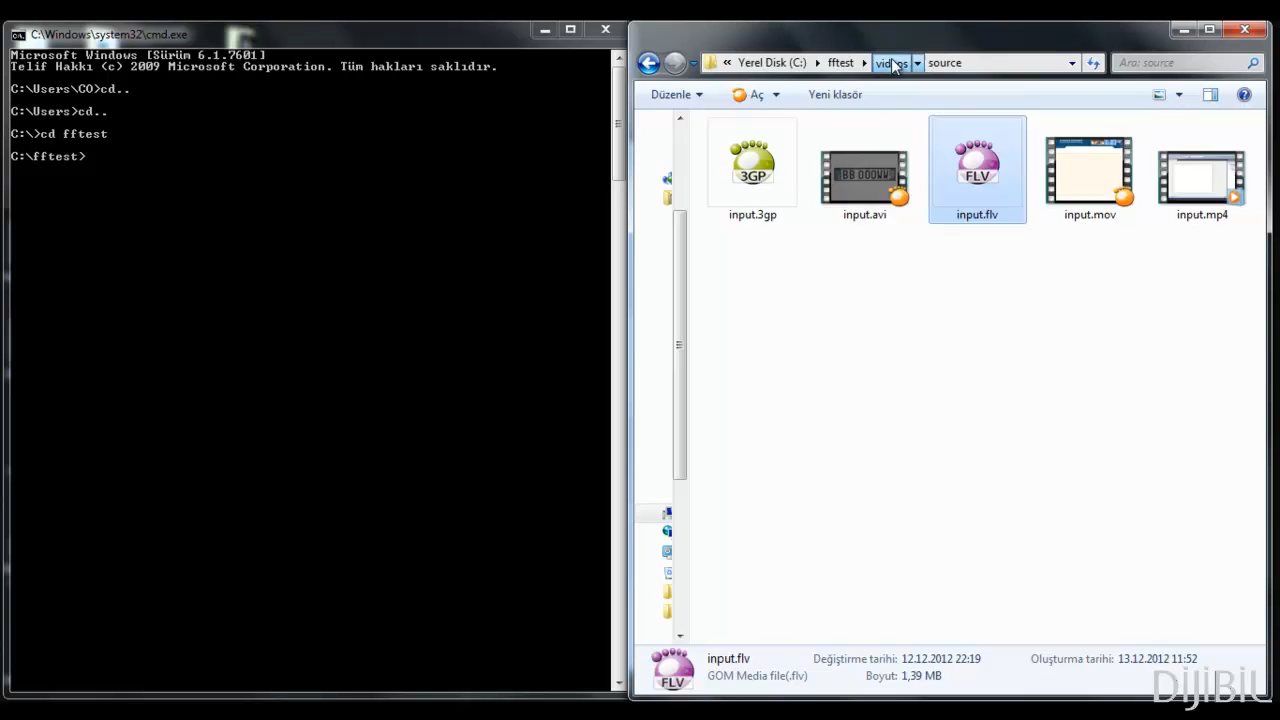 C:\Windows\system32\cmd.exe
Microsoft Windows [Sürüm 6.1.7601]
Telif Hakkı (c) 2009 Microsoft Corporation. Tüm hakları saklıdır.
C:\Users\CO>cd..
C:\Users>cd..
C:\>cd fftest
C:\fftest>
« Yerel Disk (C:) fftest source
Ara: source
Düzenle Aç Yeni klasör
3GP
BB 000WW
FLV
input.3gp input.avi input.flv input.mov input.mp4
FLV
input.flv Değiştirme tarihi: 12.12.2012 22:19 Oluşturma tarihi: 13.12.2012 11:52
GOM Media file(.flv) Boyut: 1,39 MB
DijiBil